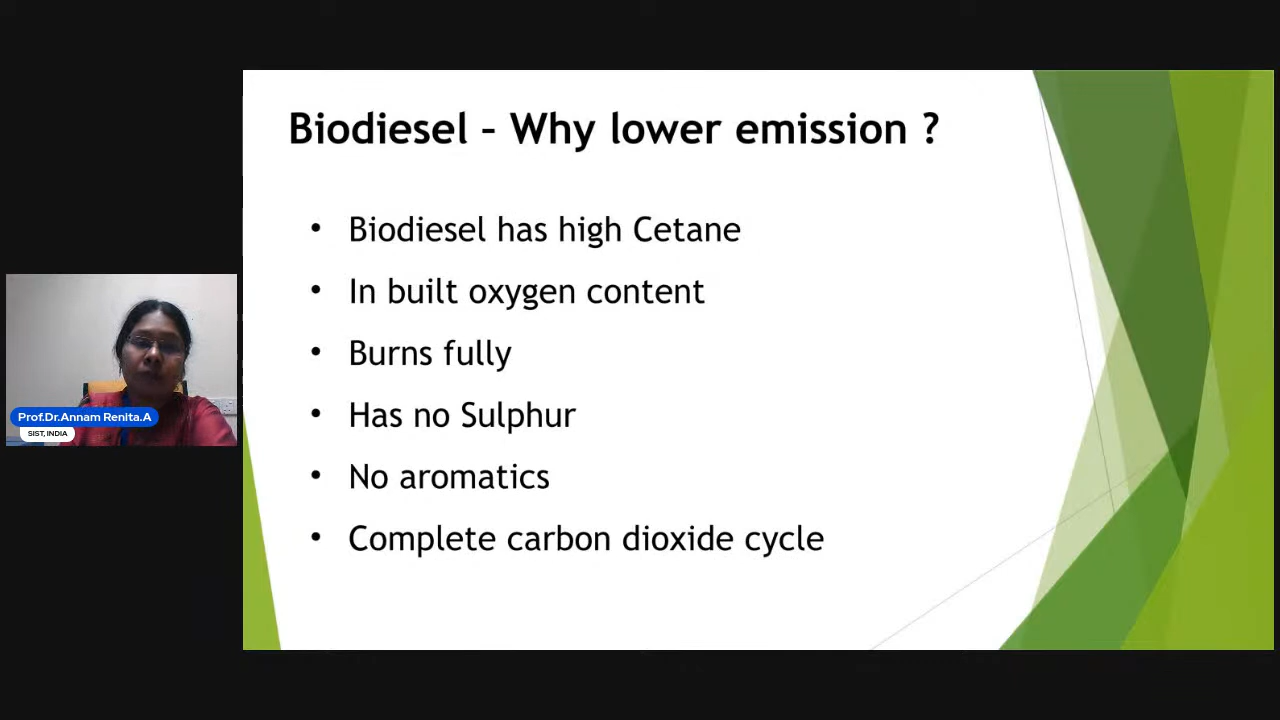 Biodiesel – Why lower emission ?
• Biodiesel has high Cetane
• In built oxygen content
• Burns fully
• Has no Sulphur
• No aromatics
• Complete carbon dioxide cycle
Prof.Dr.Annam Renita.A
SIST, INDIA